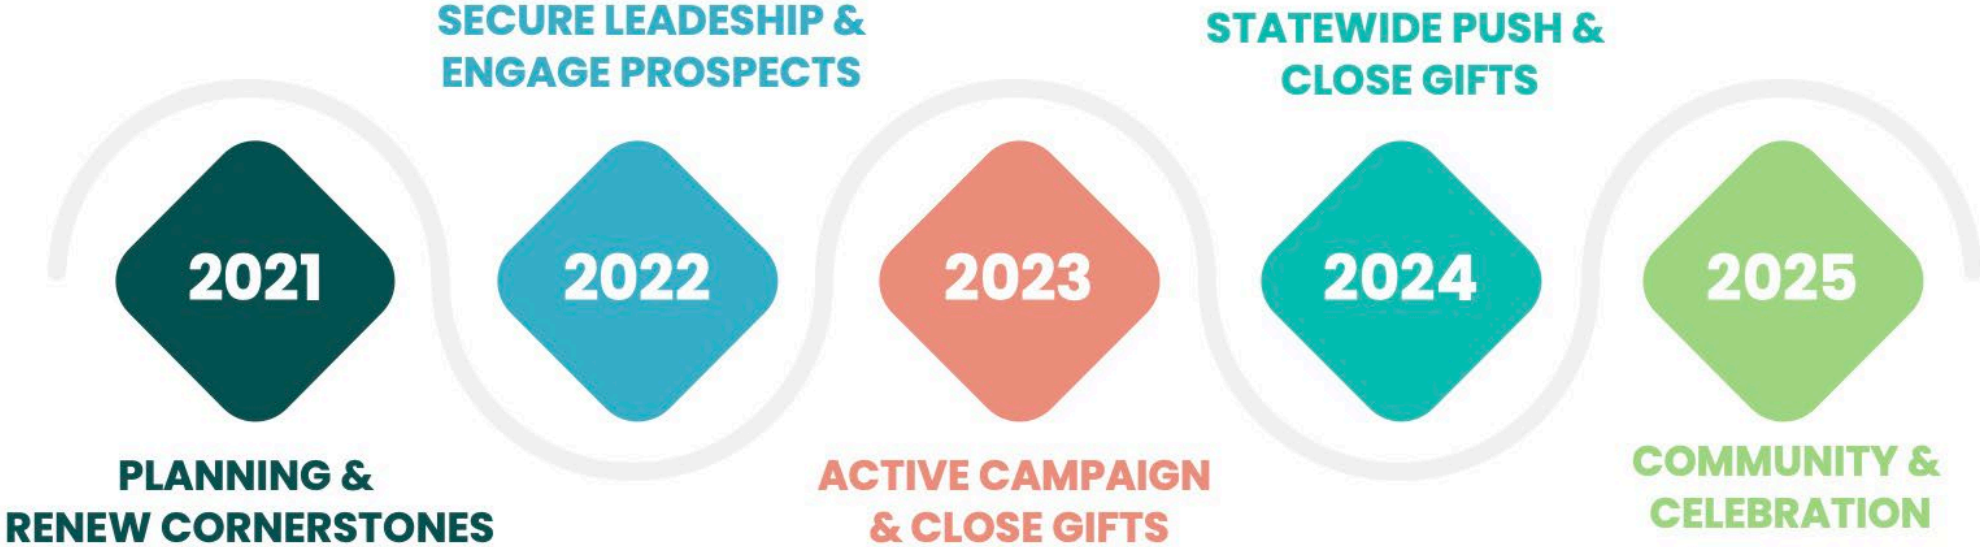 SECURE LEADESHIP &
ENGAGE PROSPECTS
STATEWIDE PUSH &
CLOSE GIFTS
2021
2022
2023
2024
2025
PLANNING &
RENEW CORNERSTONES
ACTIVE CAMPAIGN
& CLOSE GIFTS
COMMUNITY &
CELEBRATION